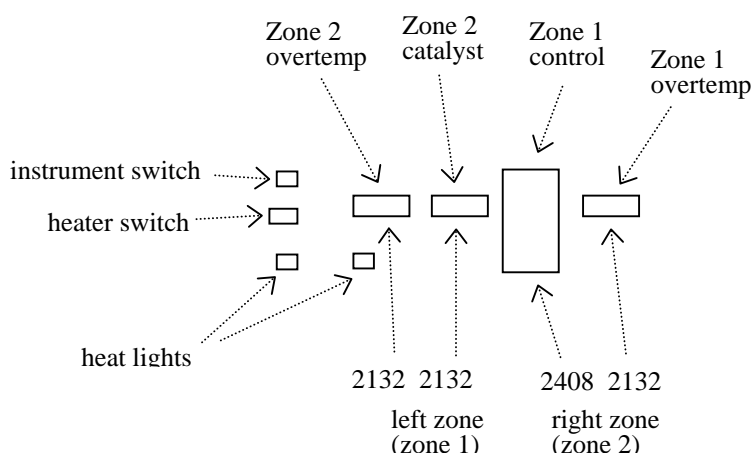 Zone 2
overtemp
Zone 2
catalyst
Zone 1
control
Zone 1
overtemp
instrument switch
heater switch
heat lights
2132 2132
2408 2132
left zone
(zone 1)
right zone
(zone 2)